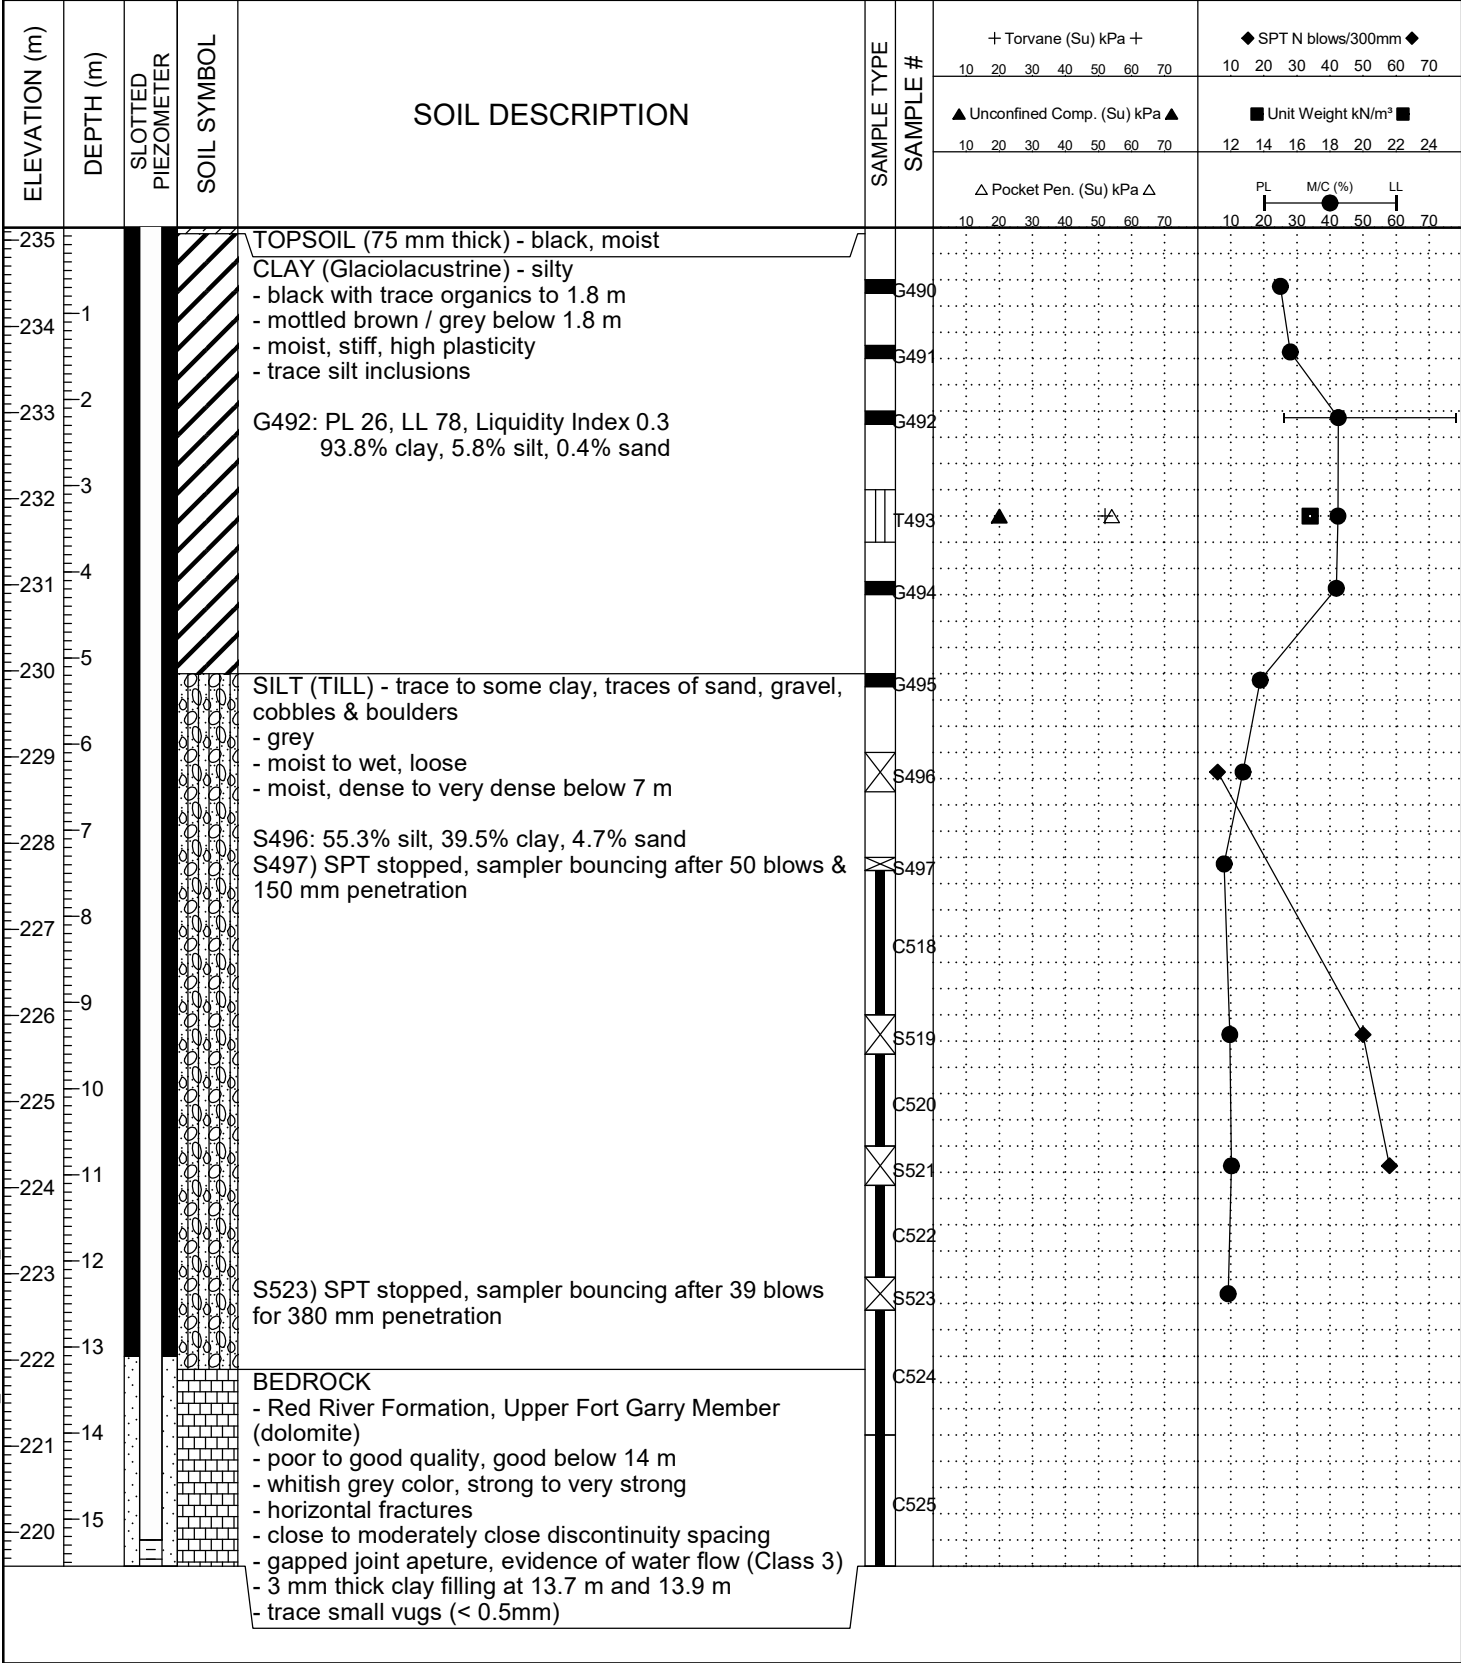 ELEVATION (m)
DEPTH (m)
SLOTTED
PIEZOMETER
SOIL SYMBOL
SOIL DESCRIPTION
SAMPLE TYPE
SAMPLE #
+ Torvane (Su) kPa +
10 20 30 40 50 60 70
▲ Unconfined Comp. (Su) kPa ▲
10 20 30 40 50 60 70
△ Pocket Pen. (Su) kPa △
10 20 30 40 50 60 70
◆ SPT N blows/300mm ◆
10 20 30 40 50 60 70
■ Unit Weight kN/m³ ■
12 14 16 18 20 22 24
PL M/C (%) LL
10 20 30 40 50 60 70
235
TOPSOIL (75 mm thick) - black, moist
CLAY (Glaciolacustrine) - silty
G490
- black with trace organics to 1.8 m
1
234
- mottled brown / grey below 1.8 m
- moist, stiff, high plasticity
G491
- trace silt inclusions
2
233
G492: PL 26, LL 78, Liquidity Index 0.3
G492
93.8% clay, 5.8% silt, 0.4% sand
3
232
T493
4
231
G494
5
230
SILT (TILL) - trace to some clay, traces of sand, gravel,
G495
cobbles & boulders
- grey
6
229
- moist to wet, loose
S496
- moist, dense to very dense below 7 m
7
228
S496: 55.3% silt, 39.5% clay, 4.7% sand
S497) SPT stopped, sampler bouncing after 50 blows &
S497
150 mm penetration
8
227
C518
9
226
S519
10
225
C520
11
224
S521
C522
12
223
S523) SPT stopped, sampler bouncing after 39 blows
S523
for 380 mm penetration
13
222
C524
BEDROCK
- Red River Formation, Upper Fort Garry Member
(dolomite)
14
221
- poor to good quality, good below 14 m
- whitish grey color, strong to very strong
C525
- horizontal fractures
15
220
- close to moderately close discontinuity spacing
- gapped joint apeture, evidence of water flow (Class 3)
- 3 mm thick clay filling at 13.7 m and 13.9 m
- trace small vugs (< 0.5mm)